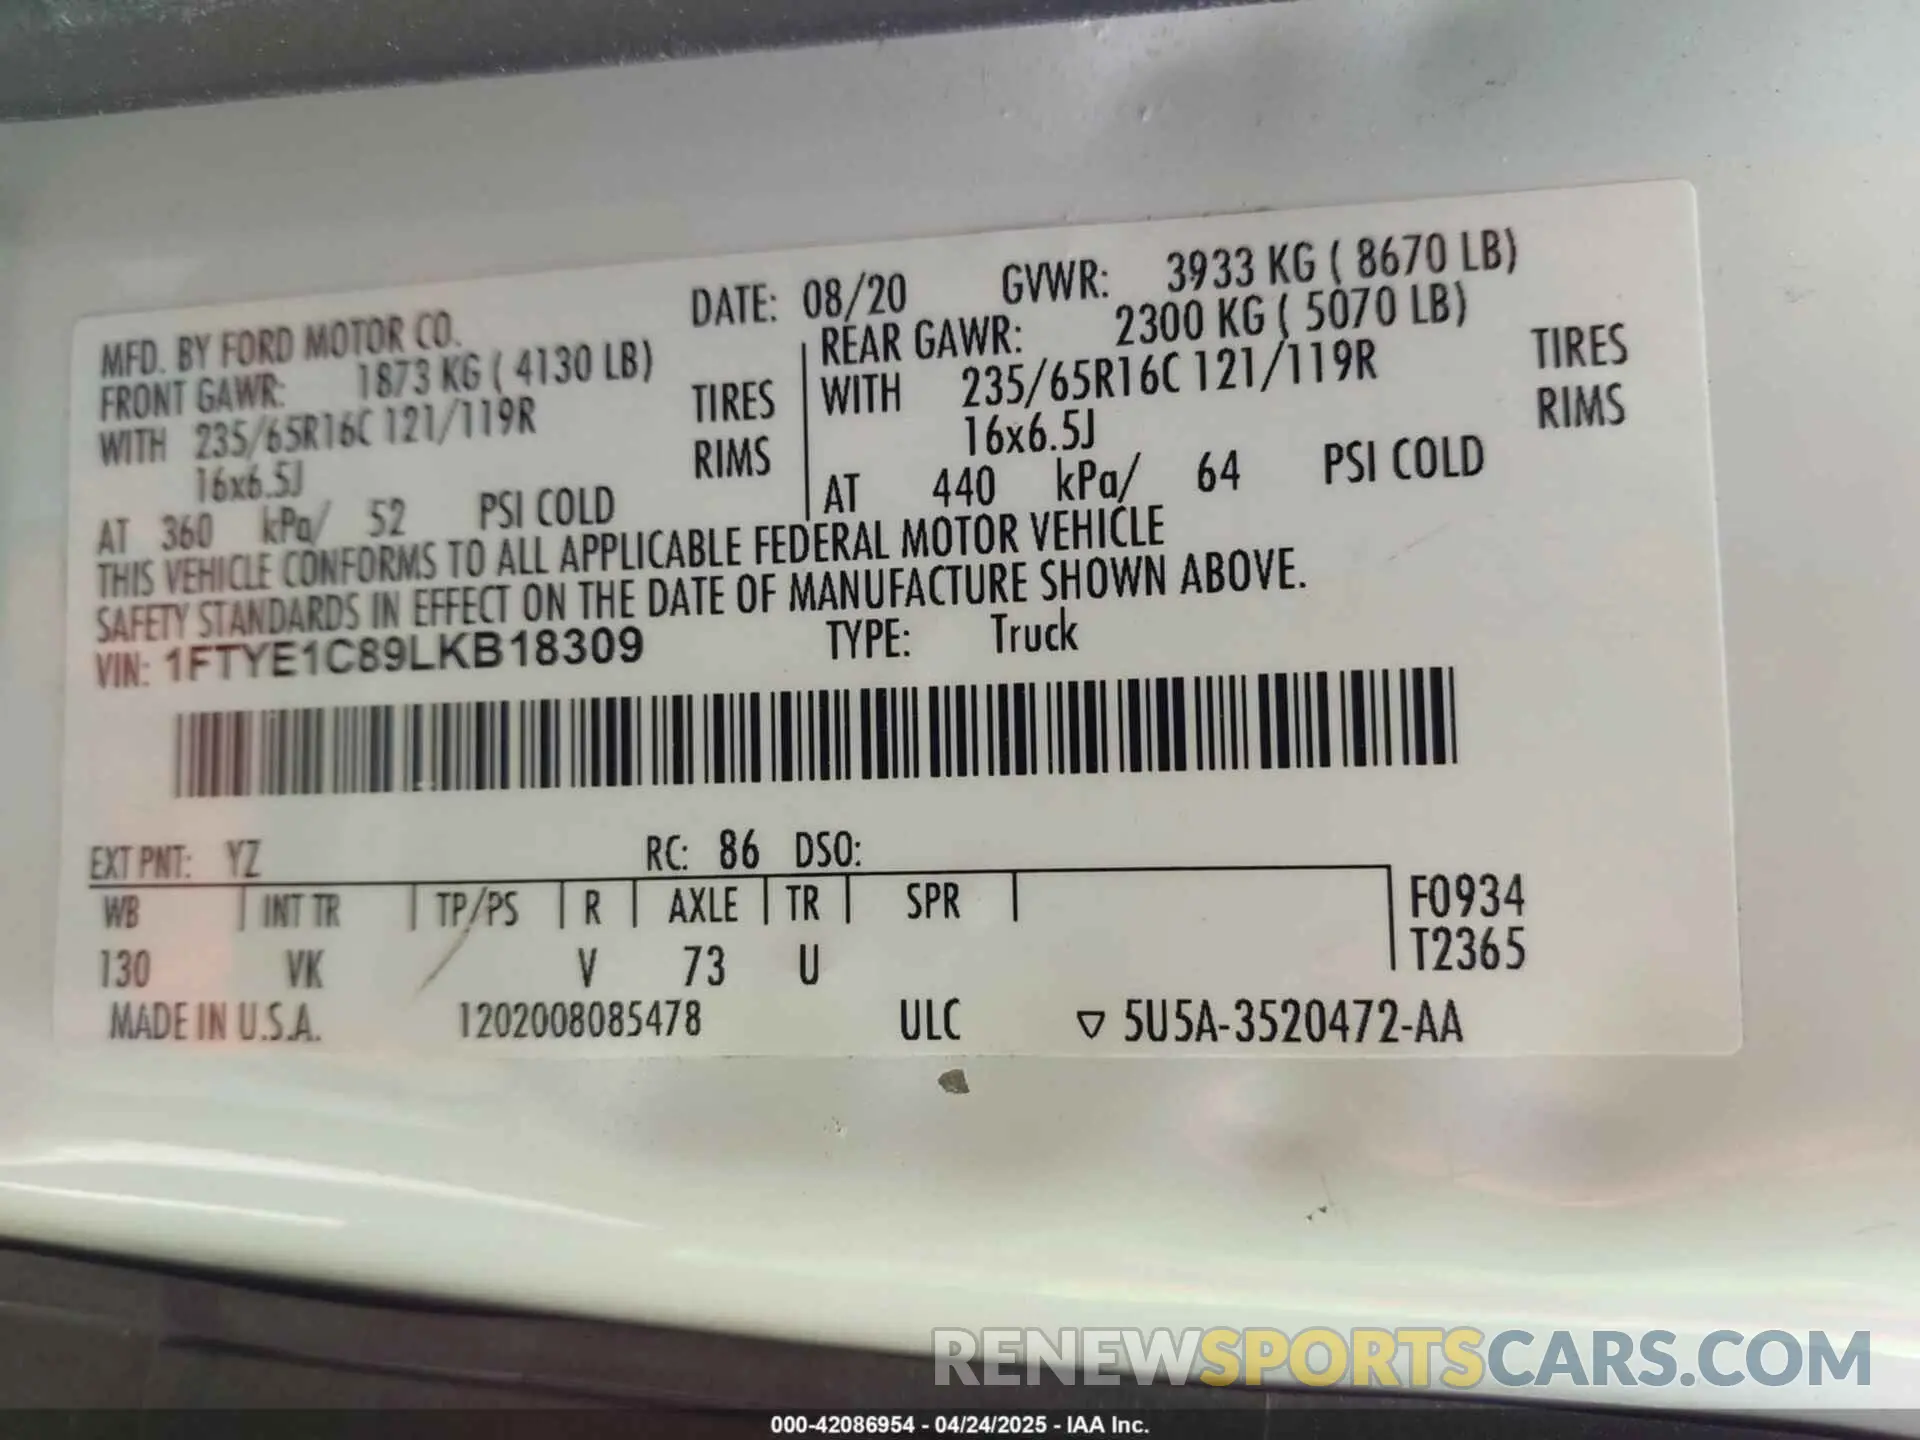 MFD. BY FORD MOTOR CO. DATE: 08/20 GVWR: 3933 KG ( 8670 LB)
FRONT GAWR: 1873 KG ( 4130 LB) REAR GAWR: 2300 KG ( 5070 LB)
WITH 235/65R16C 121/119R TIRES WITH 235/65R16C 121/119R TIRES
16x6.5J RIMS 16x6.5J RIMS
AT 360 kPa/ 52 PSI COLD AT 440 kPa/ 64 PSI COLD
THIS VEHICLE CONFORMS TO ALL APPLICABLE FEDERAL MOTOR VEHICLE
SAFETY STANDARDS IN EFFECT ON THE DATE OF MANUFACTURE SHOWN ABOVE.
VIN: 1FTYE1C89LKB18309 TYPE: Truck
EXT PNT: YZ RC: 86 DSO:
WB INT TR TP/PS R AXLE TR SPR F0934
130 VK V 73 U T2365
MADE IN U.S.A. 1202008085478 ULC ▽ 5U5A-3520472-AA
RENEWSPORTSCARS.COM
000-42086954 - 04/24/2025 - IAA Inc.